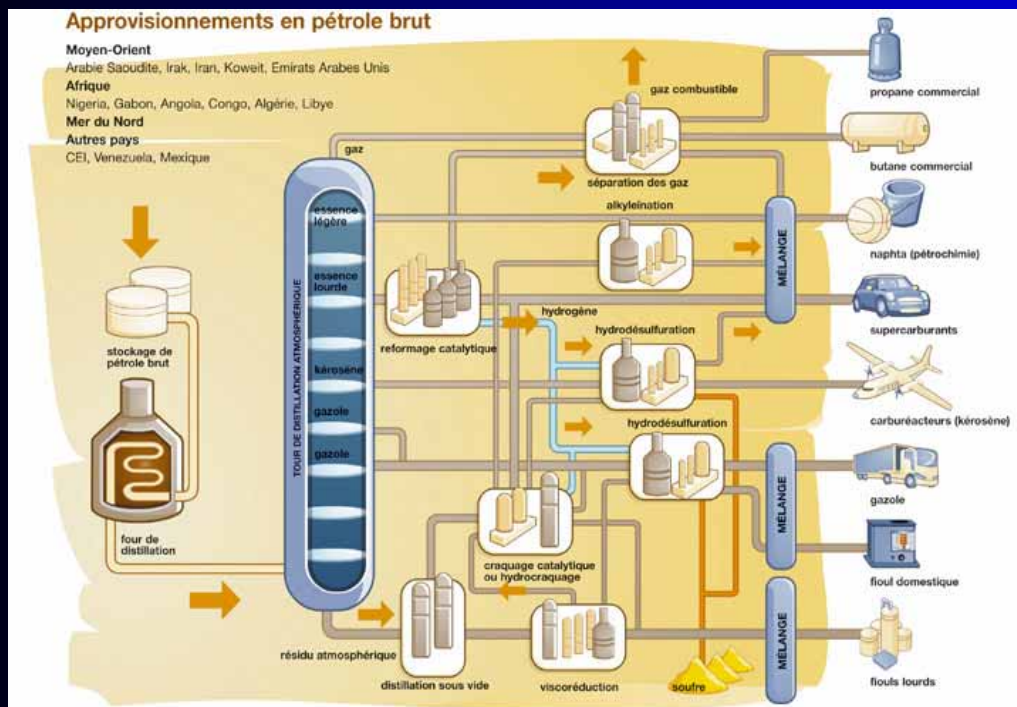 Approvisionnements en pétrole brut
Moyen-Orient
Arabie Saoudite, Irak, Iran, Koweit, Emirats Arabes Unis
Afrique
Nigeria, Gabon, Angola, Congo, Algérie, Libye
Mer du Nord
Autres pays
CEI, Venezuela, Mexique
gaz combustible
propane commercial
gaz
butane commercial
séparation des gaz
alkyleïnation
essence
légère
naphta (pétrochimie)
MÉLANGE
essence
lourde
hydrogène
supercarburants
hydrodésulfuration
reformage catalytique
stockage de
pétrole brut
TOUR DE DISTILLATION ATMOSPHÉRIQUE
kérosène
carburéacteurs (kérosène)
gazole
hydrodésulfuration
gazole
gazole
MÉLANGE
four de
distillation
craquage catalytique
ou hydrocraquage
fioul domestique
résidu atmosphérique
distillation sous vide
viscoréduction
soufre
MÉLANGE
fiouls lourds